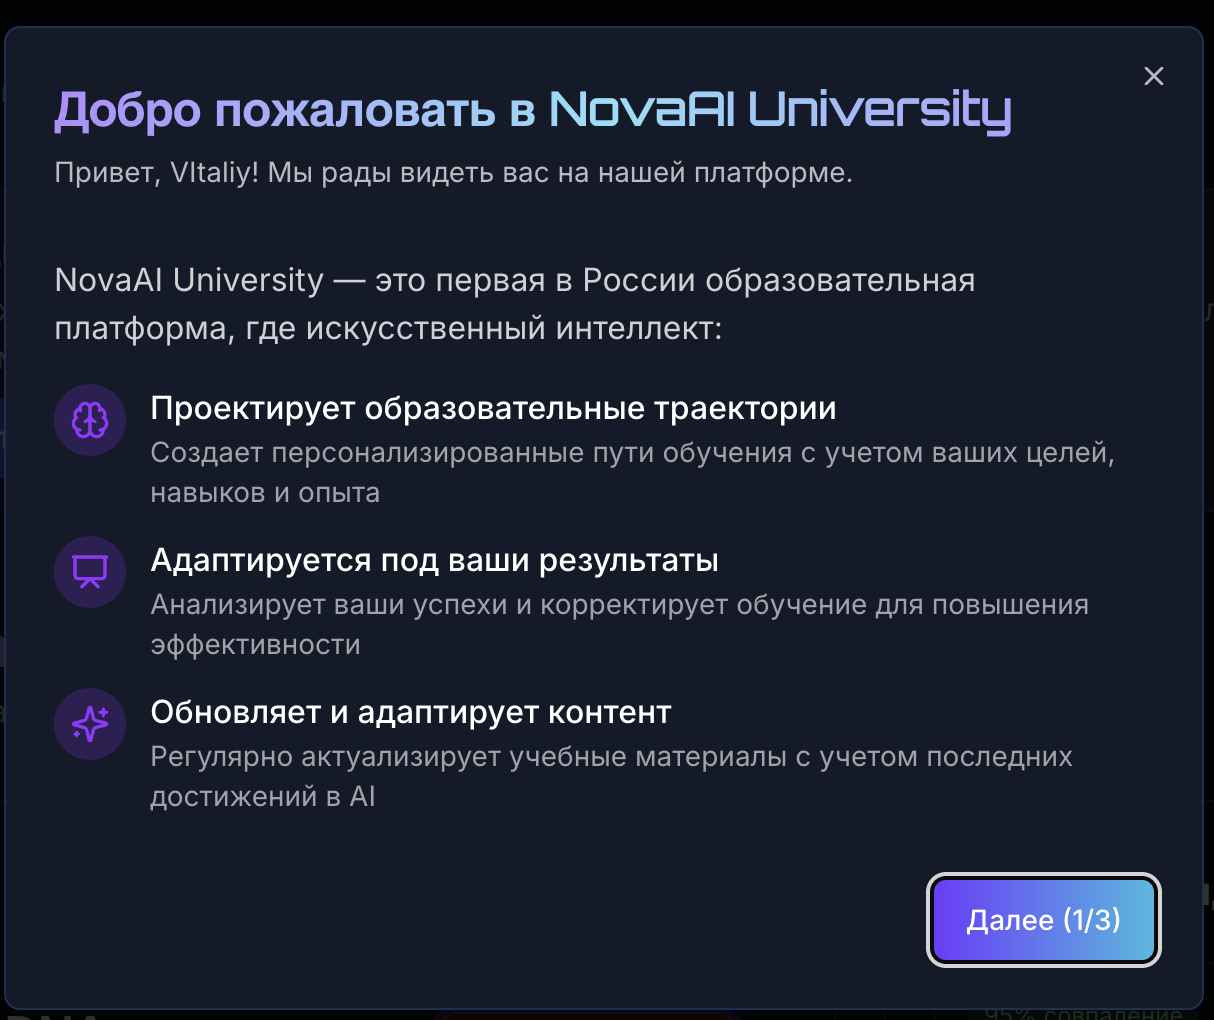 Добро пожаловать в NovaAI University
Привет, VItaliy! Мы рады видеть вас на нашей платформе.
NovaAI University — это первая в России образовательная
платформа, где искусственный интеллект:
Проектирует образовательные траектории
Создает персонализированные пути обучения с учетом ваших целей,
навыков и опыта
Адаптируется под ваши результаты
Анализирует ваши успехи и корректирует обучение для повышения
эффективности
Обновляет и адаптирует контент
Регулярно актуализирует учебные материалы с учетом последних
достижений в AI
Далее (1/3)
95% совпадение